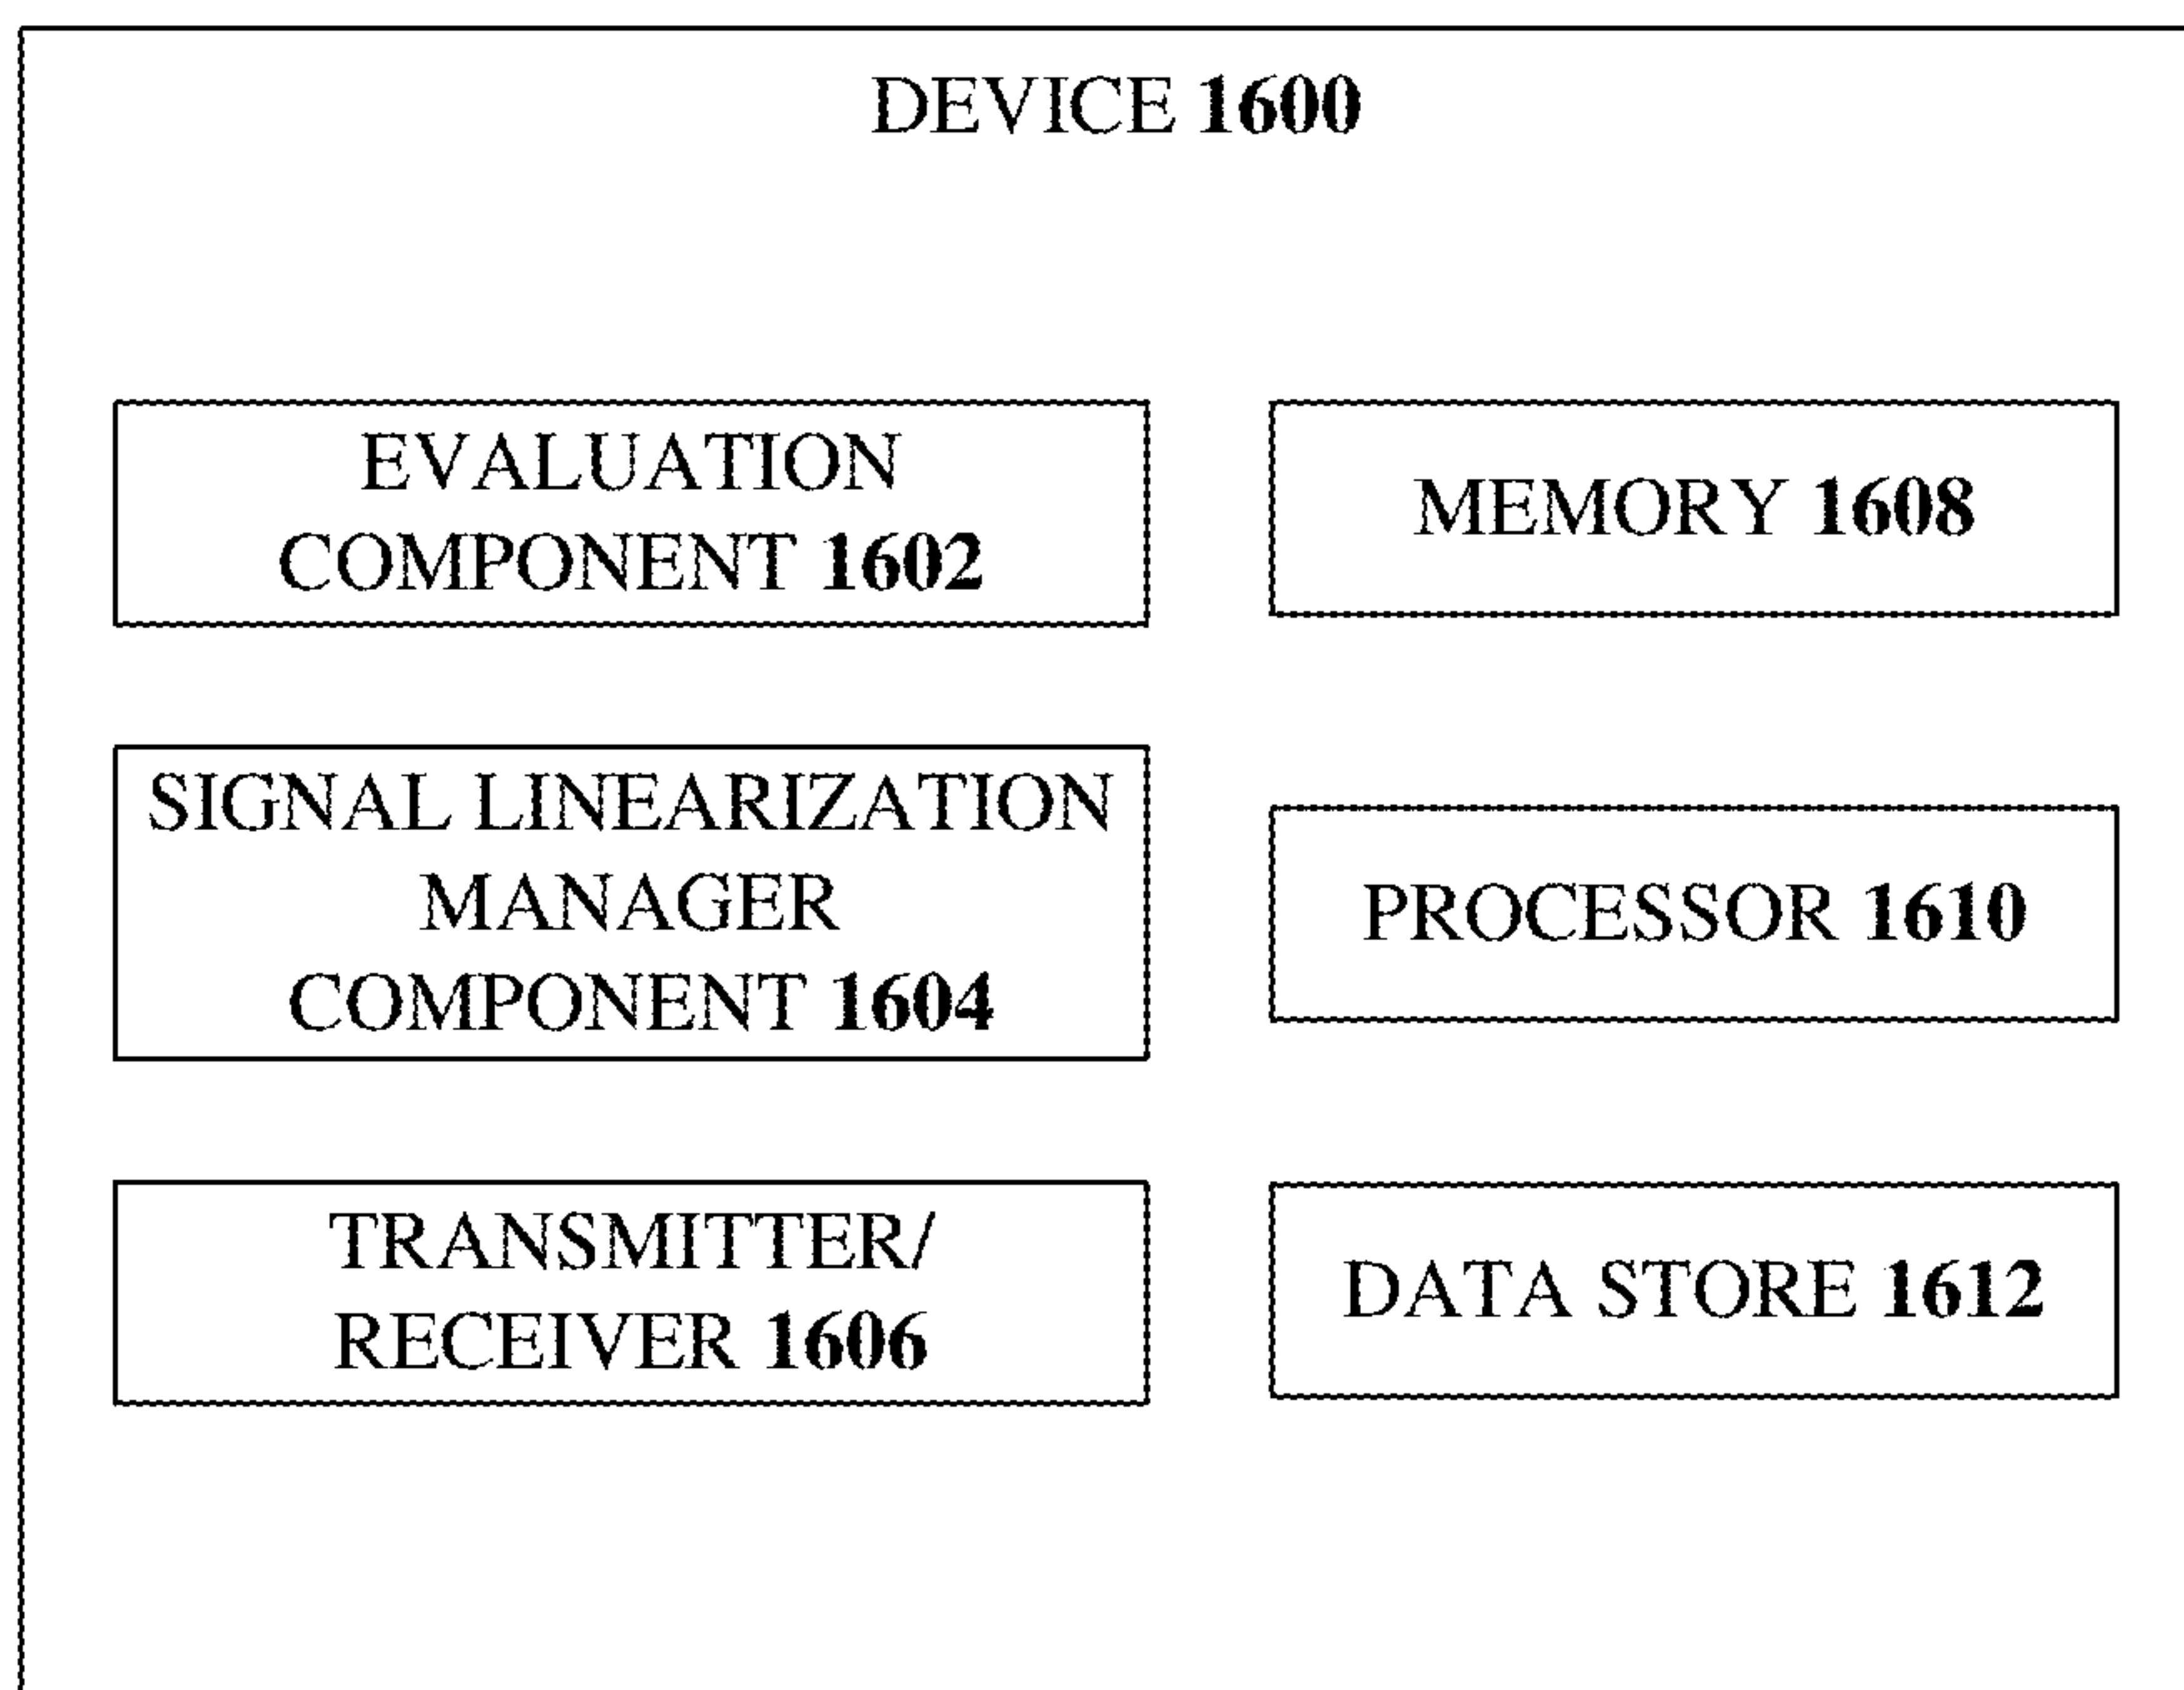 DEVICE 1600
EVALUATION
COMPONENT 1602
SIGNAL LINEARIZATION
MANAGER
COMPONENT 1604
TRANSMITTER/
RECEIVER 1606
MEMORY 1608
PROCESSOR 1610
DATA STORE 1612